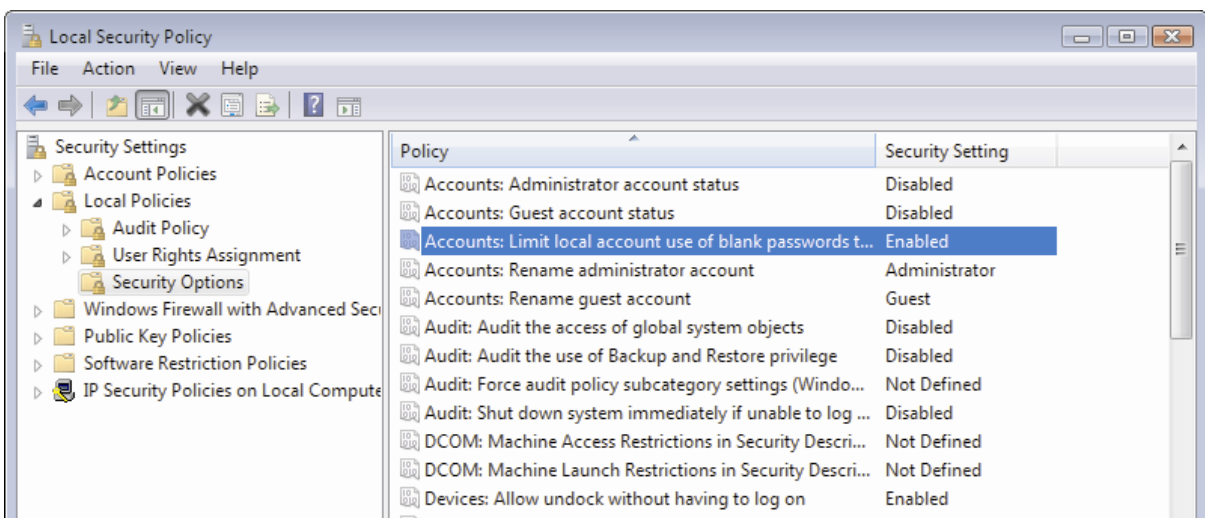 Local Security Policy
File Action View Help
Security Settings
Account Policies
Local Policies
Audit Policy
User Rights Assignment
Security Options
Windows Firewall with Advanced Secu
Public Key Policies
Software Restriction Policies
IP Security Policies on Local Compute
Policy Security Setting
Accounts: Administrator account status Disabled
Accounts: Guest account status Disabled
Accounts: Limit local account use of blank passwords t... Enabled
Accounts: Rename administrator account Administrator
Accounts: Rename guest account Guest
Audit: Audit the access of global system objects Disabled
Audit: Audit the use of Backup and Restore privilege Disabled
Audit: Force audit policy subcategory settings (Windo... Not Defined
Audit: Shut down system immediately if unable to log ... Disabled
DCOM: Machine Access Restrictions in Security Descri... Not Defined
DCOM: Machine Launch Restrictions in Security Descri... Not Defined
Devices: Allow undock without having to log on Enabled